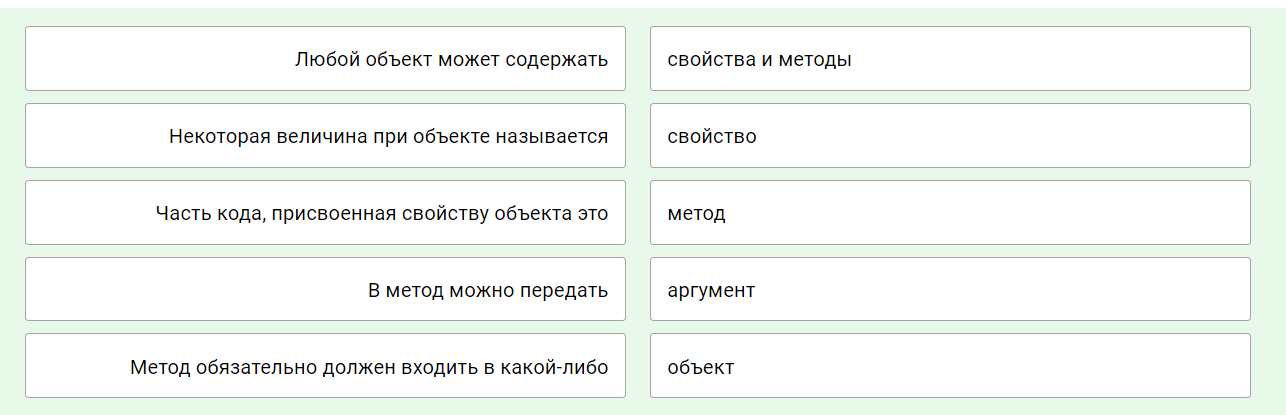 Любой объект может содержать
свойства и методы
Некоторая величина при объекте называется
свойство
Часть кода, присвоенная свойству объекта это
метод
В метод можно передать
аргумент
Метод обязательно должен входить в какой-либо
объект